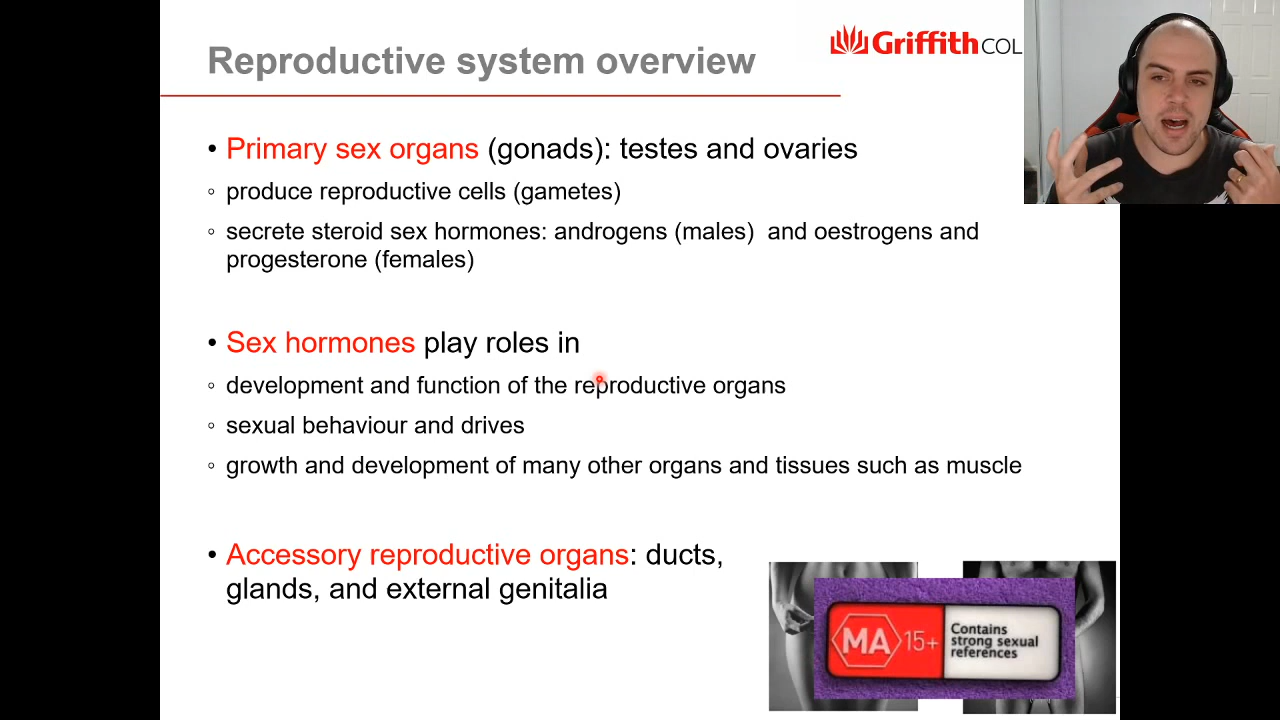 Reproductive system overview
Griffith COL
• Primary sex organs (gonads): testes and ovaries
◦ produce reproductive cells (gametes)
◦ secrete steroid sex hormones: androgens (males)  and oestrogens and
progesterone (females)
• Sex hormones play roles in
◦ development and function of the reproductive organs
◦ sexual behaviour and drives
◦ growth and development of many other organs and tissues such as muscle
• Accessory reproductive organs: ducts,
glands, and external genitalia
MA 15+
Contains
strong sexual
references